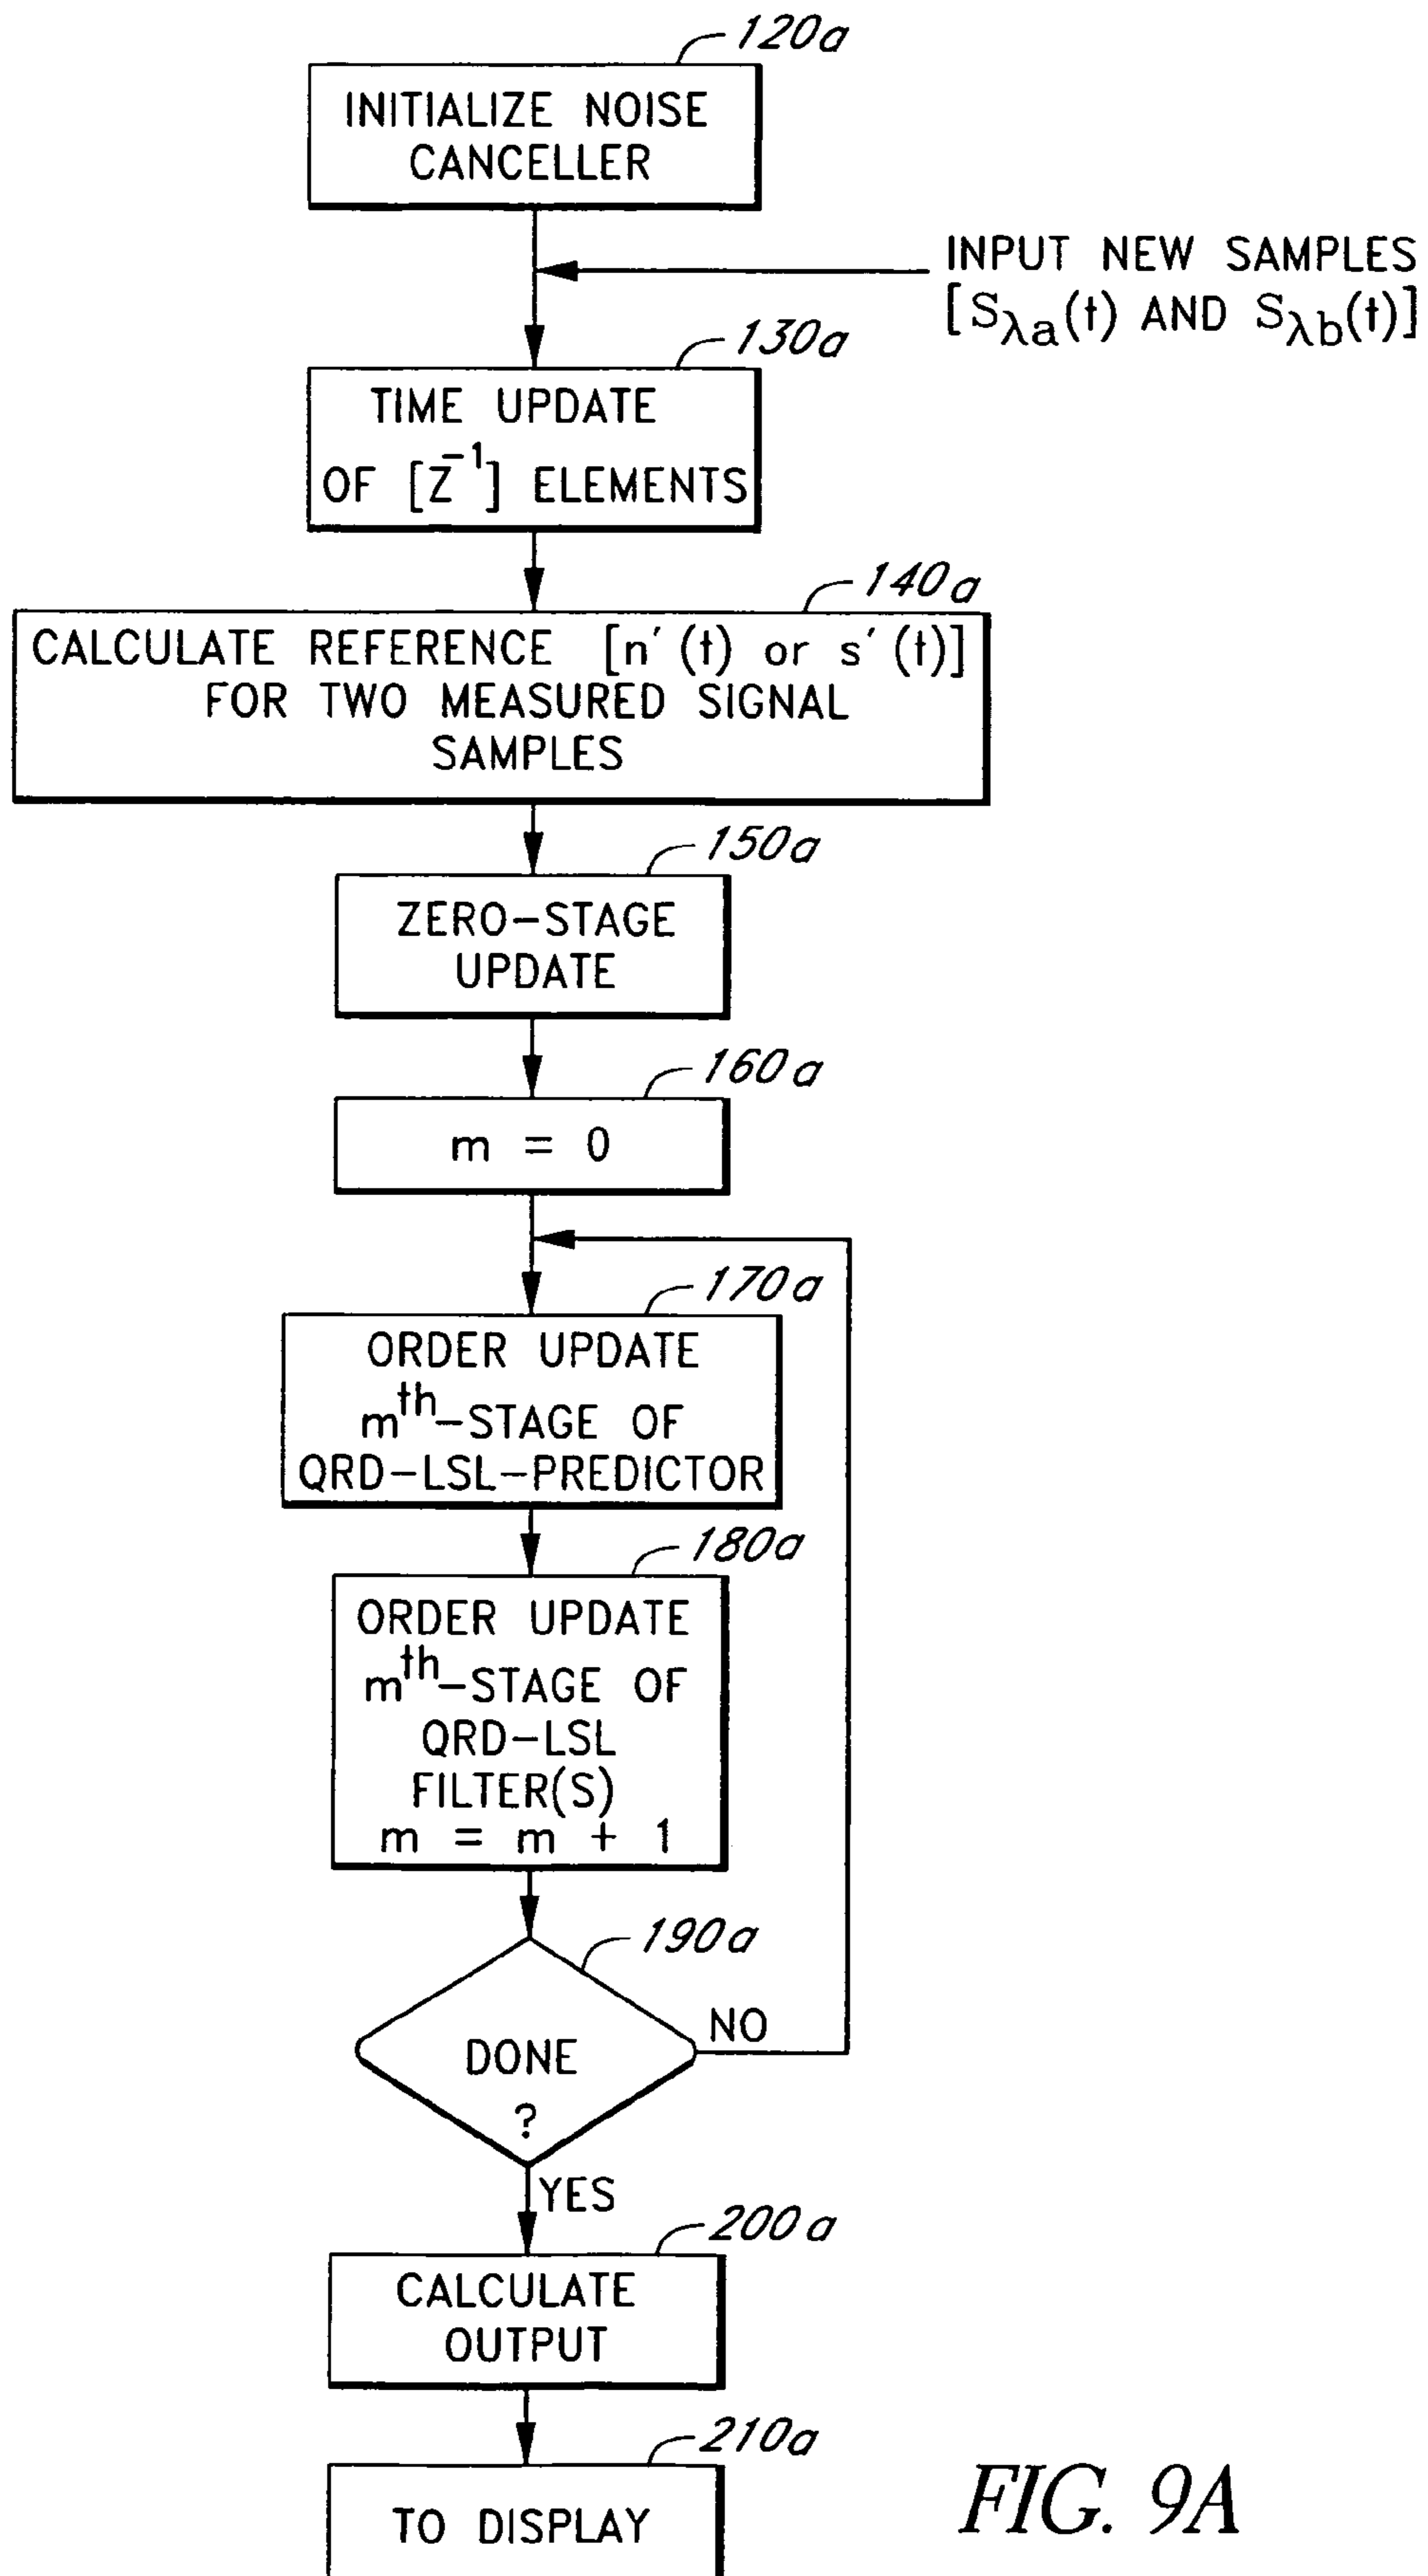 120a
INITIALIZE NOISE
CANCELLER
INPUT NEW SAMPLES
[Sλa(t) AND Sλb(t)]
130a
TIME UPDATE
OF [Z⁻¹] ELEMENTS
140a
CALCULATE REFERENCE [n′(t) or s′(t)]
FOR TWO MEASURED SIGNAL
SAMPLES
150a
ZERO-STAGE
UPDATE
160a
m = 0
170a
ORDER UPDATE
mth-STAGE OF
QRD-LSL-PREDICTOR
180a
ORDER UPDATE
mth-STAGE OF
QRD-LSL
FILTER(S)
m = m + 1
190a
NO
DONE
?
YES
200a
CALCULATE
OUTPUT
210a
TO DISPLAY
FIG. 9A